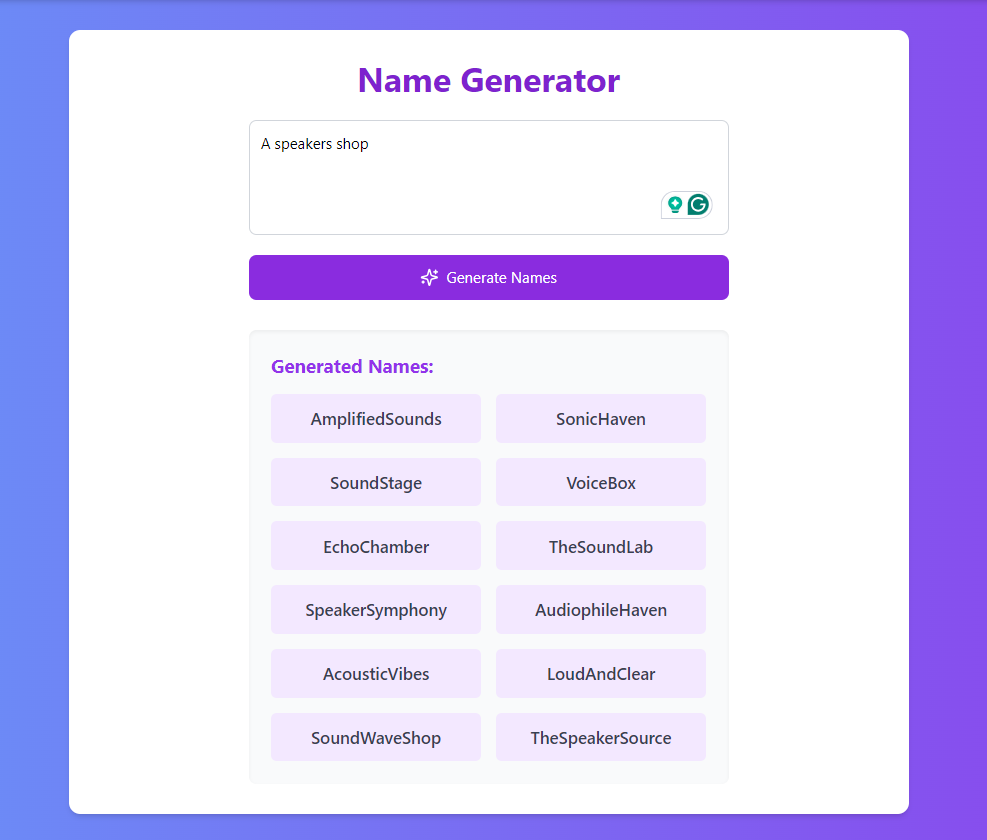 Name Generator
A speakers shop
Generate Names
Generated Names:
AmplifiedSounds
SonicHaven
SoundStage
VoiceBox
EchoChamber
TheSoundLab
SpeakerSymphony
AudiophileHaven
AcousticVibes
LoudAndClear
SoundWaveShop
TheSpeakerSource